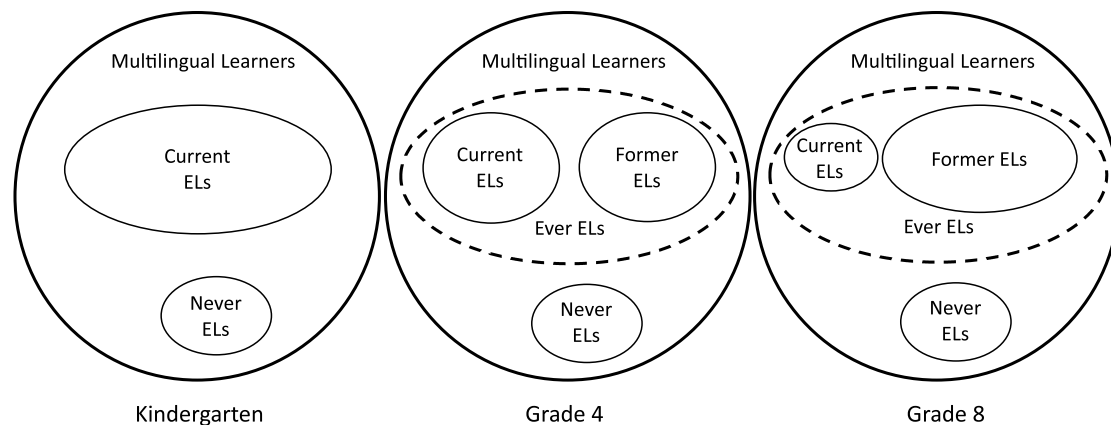 Multilingual Learners
Current
ELs
Never
ELs
Kindergarten
Multilingual Learners
Current
ELs
Former
ELs
Ever ELs
Never
ELs
Grade 4
Multilingual Learners
Current
ELs
Former ELs
Ever ELs
Never
ELs
Grade 8